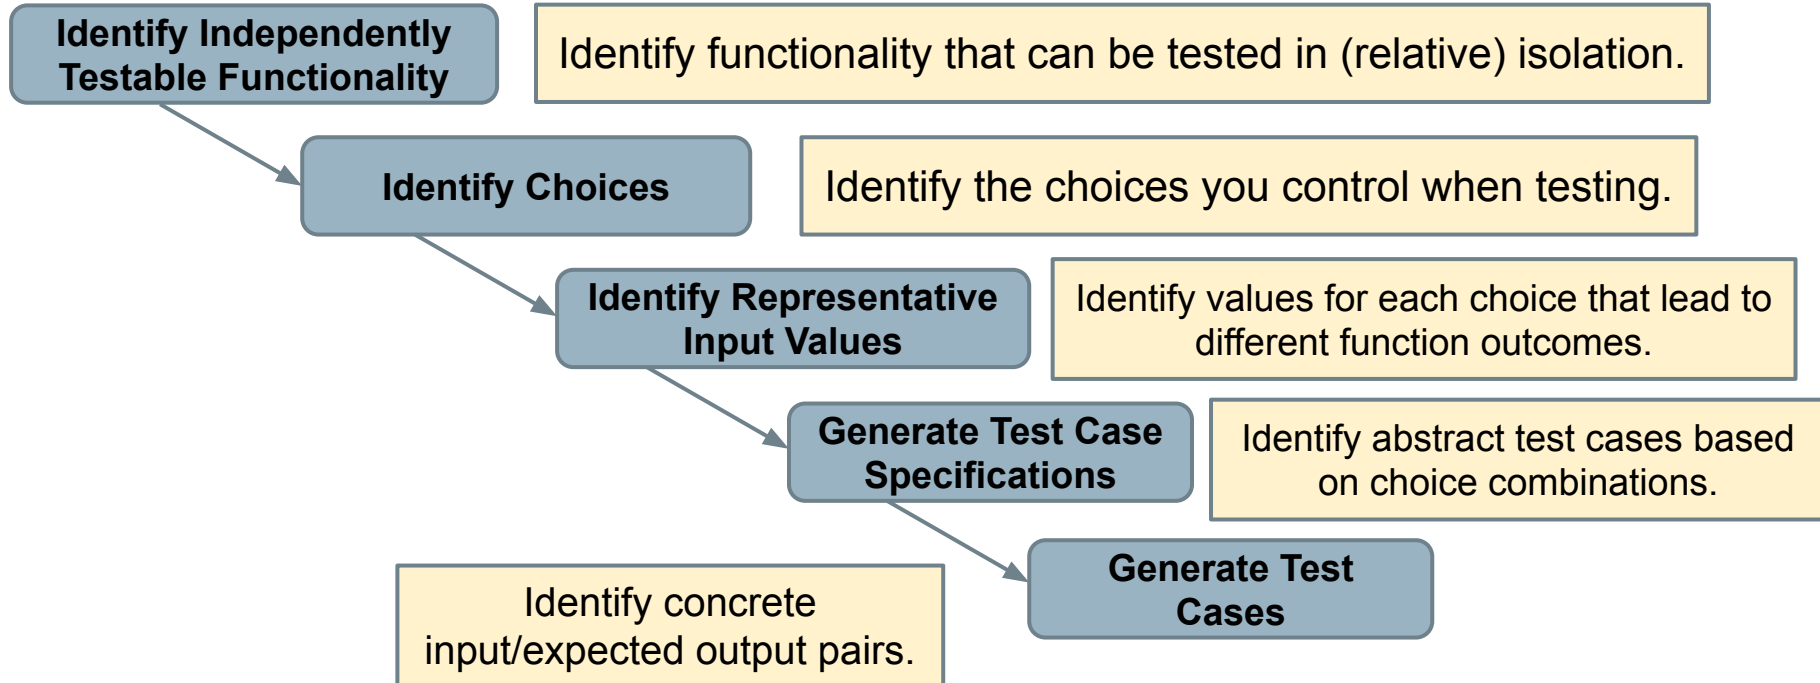 Identify Independently
Testable Functionality
Identify functionality that can be tested in (relative) isolation.
Identify Choices
Identify the choices you control when testing.
Identify Representative
Input Values
Identify values for each choice that lead to
different function outcomes.
Generate Test Case
Specifications
Identify abstract test cases based
on choice combinations.
Generate Test
Cases
Identify concrete
input/expected output pairs.